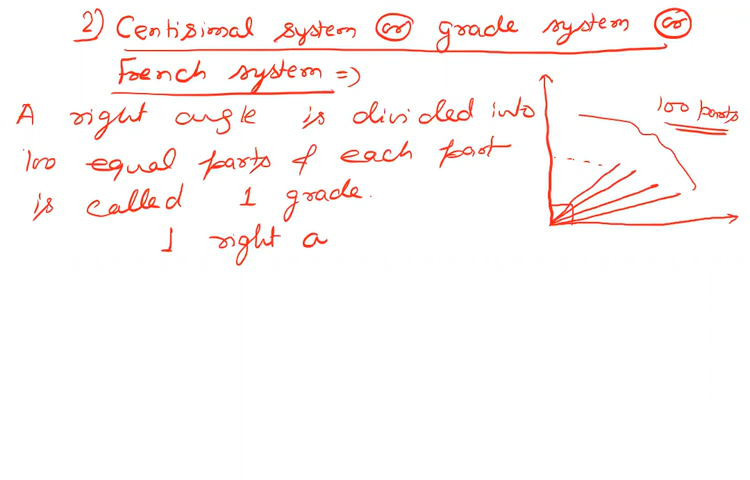 2) Centisimal system (or) grade system (or)
French system =>
A right angle is divided into
100 equal parts & each part
is called 1 grade.
1 right a
100 parts